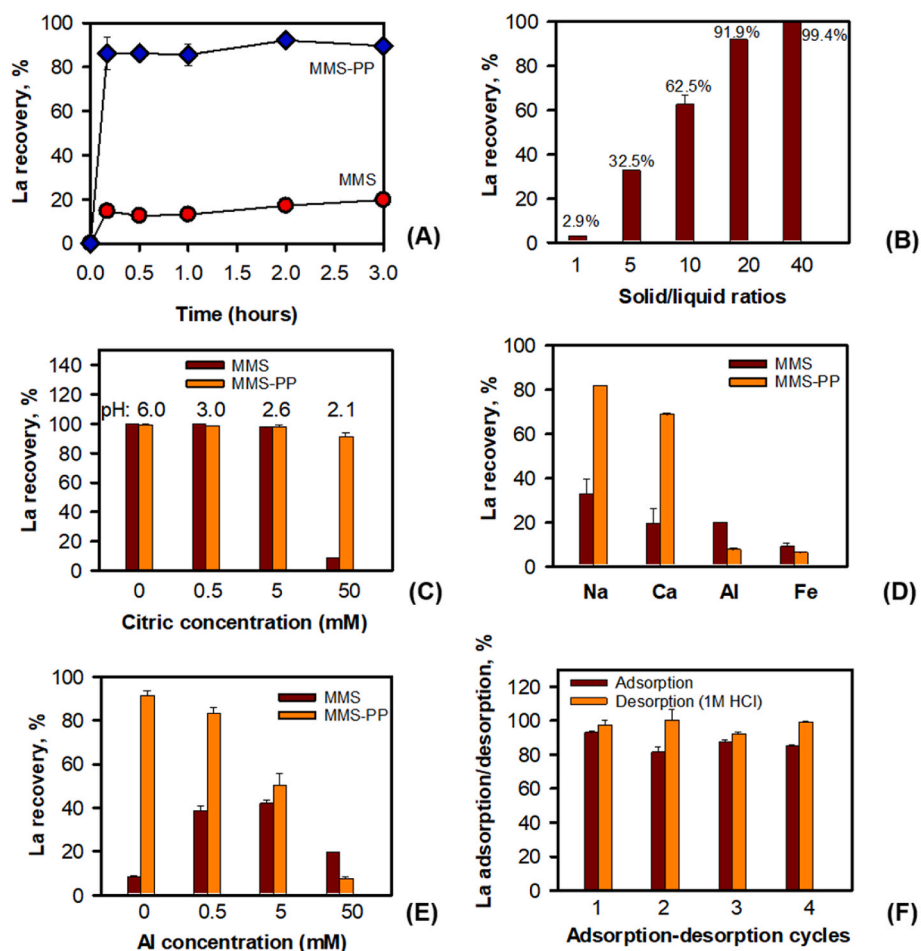 100
80
60
40
20
0
La recovery, %
MMS-PP
MMS
0.0 0.5 1.0 1.5 2.0 2.5 3.0
Time (hours)
(A)
100
80
60
40
20
0
La recovery, %
2.9%
32.5%
62.5%
91.9%
99.4%
1 5 10 20 40
Solid/liquid ratios
(B)
140
120
100
80
60
40
20
0
La recovery, %
MMS
MMS-PP
pH: 6.0 3.0 2.6 2.1
0 0.5 5 50
Citric concentration (mM)
(C)
100
80
60
40
20
0
La recovery, %
MMS
MMS-PP
Na Ca Al Fe
(D)
100
80
60
40
20
0
La recovery, %
MMS
MMS-PP
0 0.5 5 50
Al concentration (mM)
(E)
120
100
80
60
40
20
0
La adsorption/desorption, %
Adsorption
Desorption (1M HCl)
1 2 3 4
Adsorption-desorption cycles
(F)